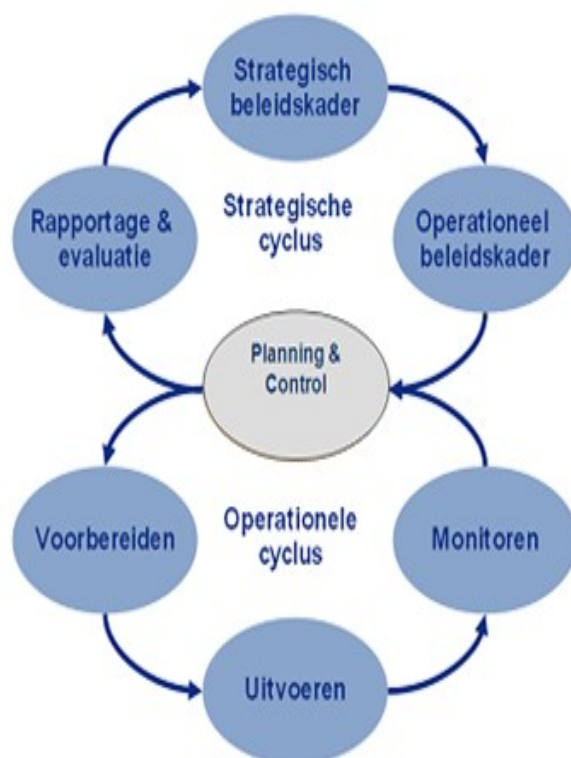 Strategisch
beleidskader
Rapportage &
evaluatie
Strategische
cyclus
Operationeel
beleidskader
Planning &
Control
Voorbereiden
Operationele
cyclus
Monitoren
Uitvoeren